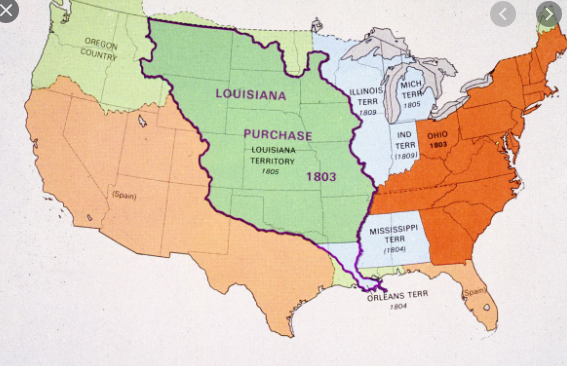 OREGON
COUNTRY
LOUISIANA
PURCHASE
LOUISIANA
TERRITORY
1805
1803
(Spain)
ILLINOIS
TERR
1809
MICH
TERR
1805
IND
TERR
(1809)
OHIO
1803
MISSISSIPPI
TERR
(1804)
ORLEANS TERR
1804
(Spain)